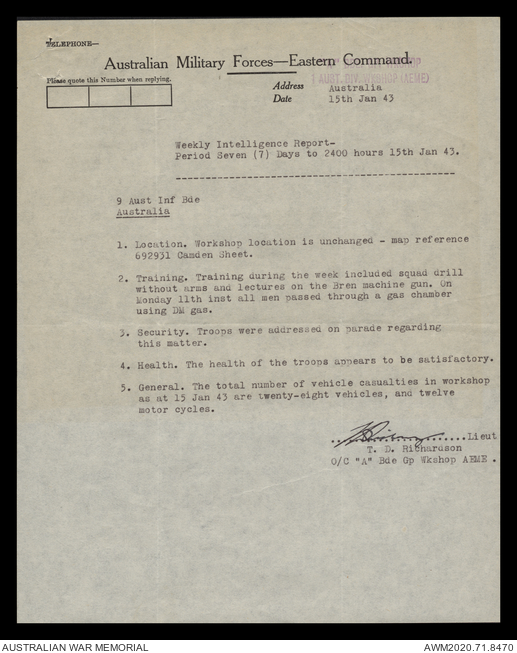 TELEPHONE—
Australian Military Forces—Eastern Command.
Please quote this Number when replying.
AUST. DIV. WKSHOP (AEME)
Address Australia
Date 15th Jan 43
Weekly Intelligence Report-
Period Seven (7) Days to 2400 hours 15th Jan 43.
9 Aust Inf Bde
Australia
1. Location. Workshop location is unchanged - map reference
692931 Camden Sheet.
2. Training. Training during the week included squad drill
without arms and lectures on the Bren machine gun. On
Monday 11th inst all men passed through a gas chamber
using DM gas.
3. Security. Troops were addressed on parade regarding
this matter.
4. Health. The health of the troops appears to be satisfactory.
5. General. The total number of vehicle casualties in workshop
as at 15 Jan 43 are twenty-eight vehicles, and twelve
motor cycles.
Lieut
T. D. Richardson
O/C "A" Bde Gp Wkshop AEME .
AUSTRALIAN WAR MEMORIAL
AWM2020.71.8470